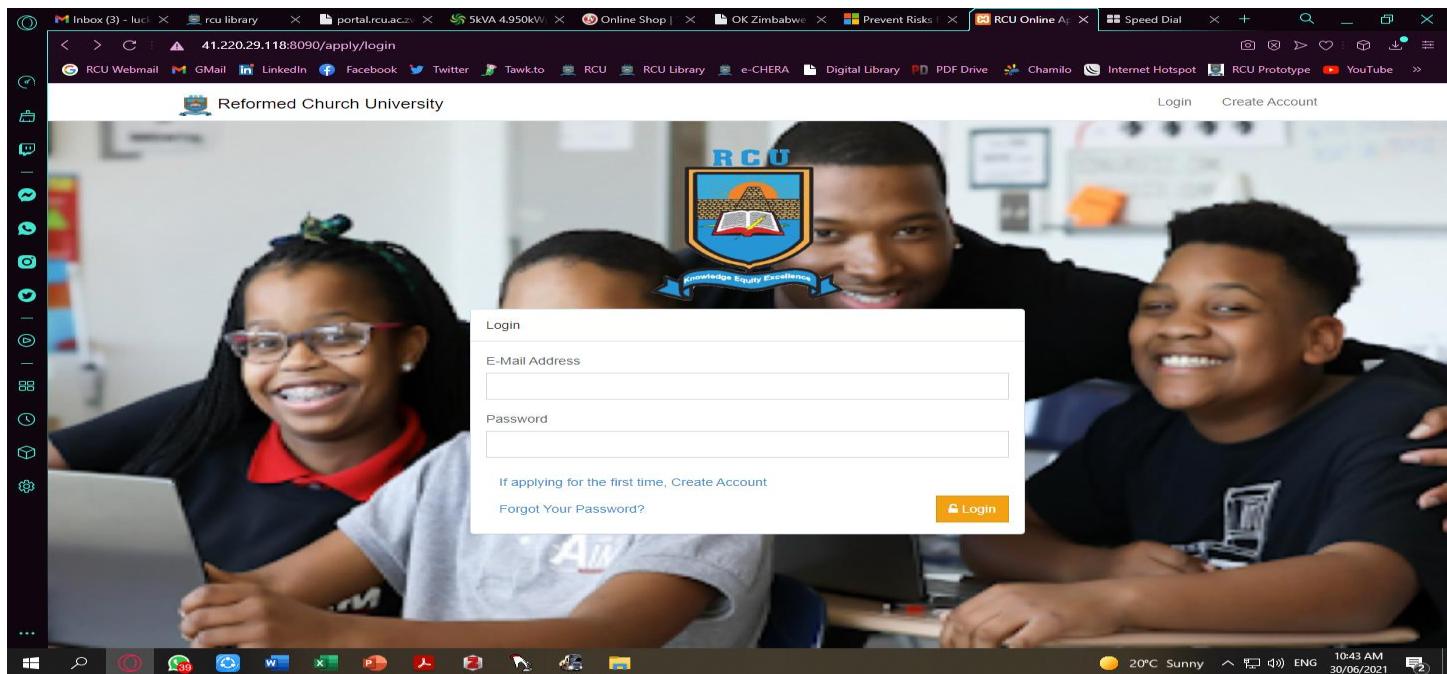 Inbox (3) - luck
rcu library
portal.rcu.ac.zv
5kVA 4.950kW
Online Shop |
OK Zimbabwe
Prevent Risks
RCU Online Ap
Speed Dial
41.220.29.118:8090/apply/login
RCU Webmail GMail LinkedIn Facebook Twitter Tawk.to RCU RCU Library e-CHERA Digital Library PDF Drive Chamilo Internet Hotspot RCU Prototype YouTube »
Reformed Church University
Login Create Account
RCU
Knowledge Equity Excellence
Login
E-Mail Address
Password
If applying for the first time, Create Account
Forgot Your Password?
Login
39
20°C Sunny
ENG
10:43 AM
30/06/2021
2